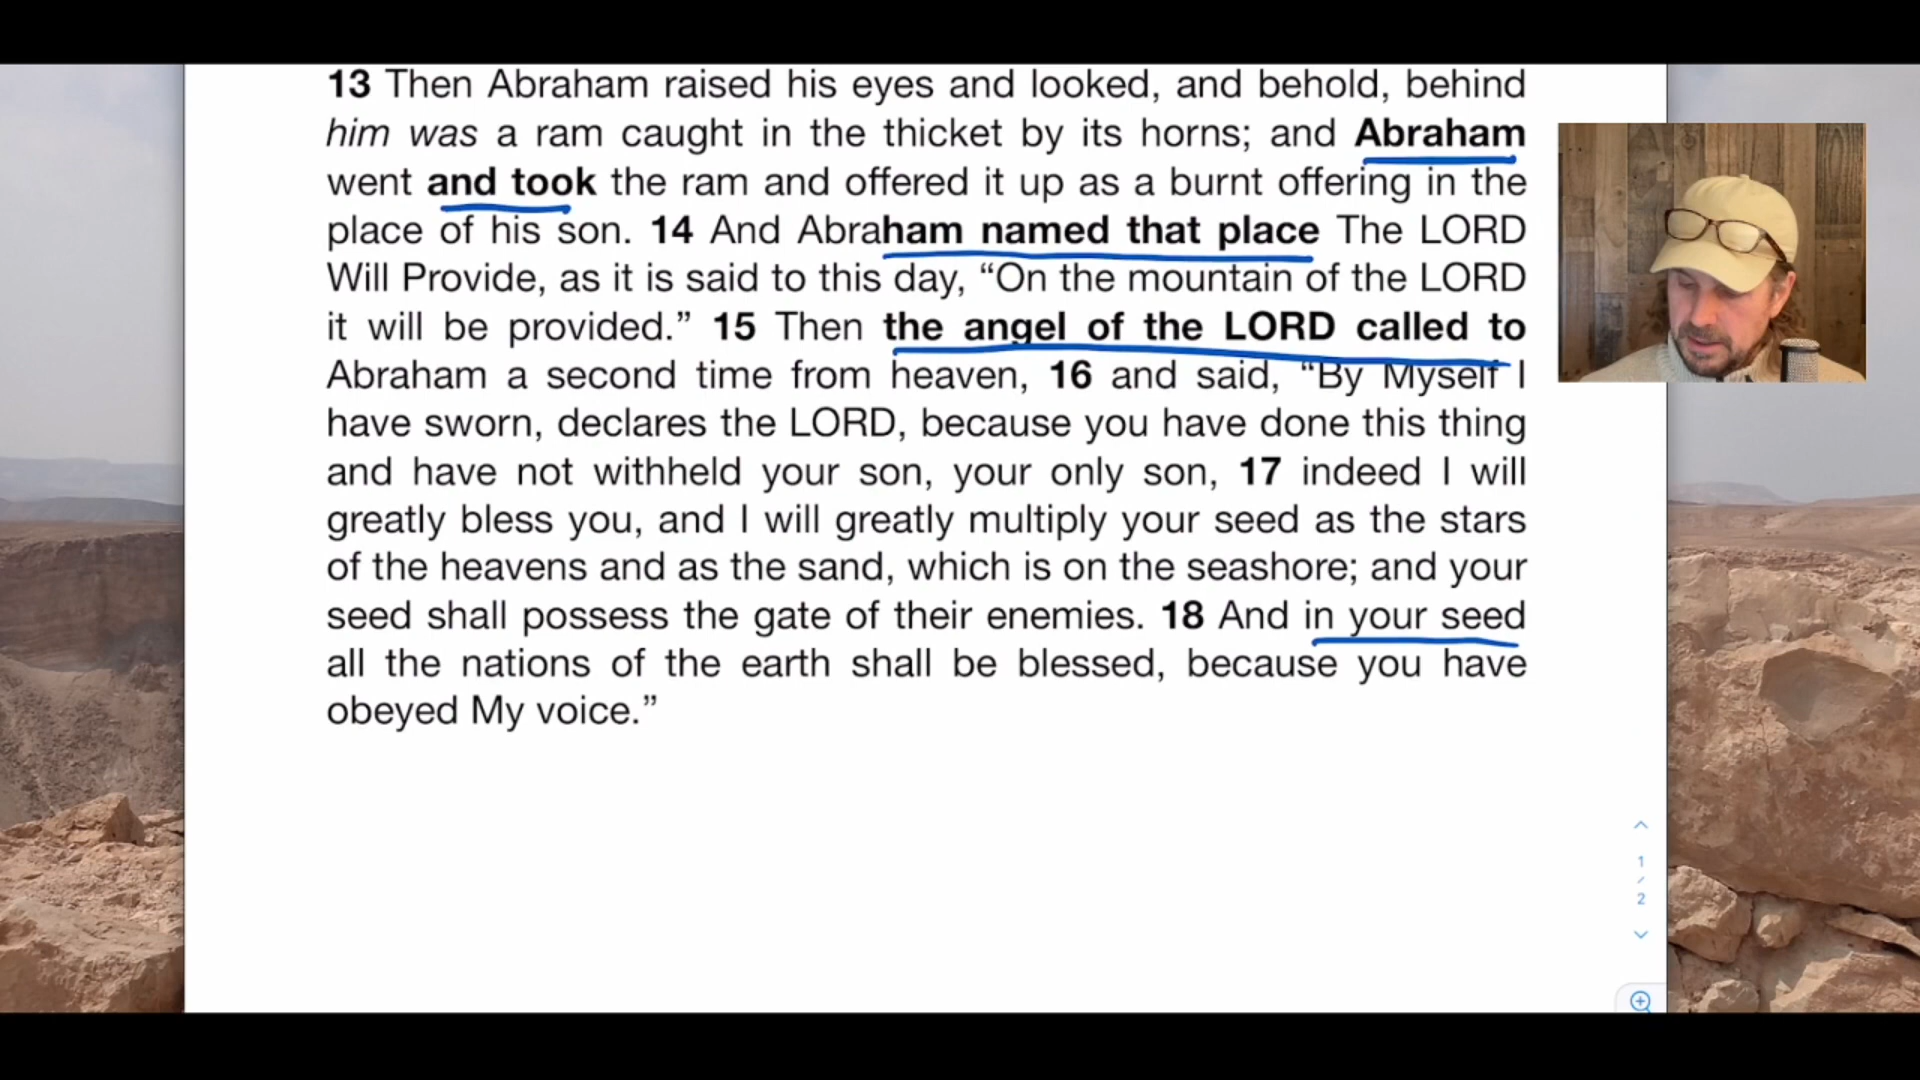 13 Then Abraham raised his eyes and looked, and behold, behind
him was a ram caught in the thicket by its horns; and Abraham
went and took the ram and offered it up as a burnt offering in the
place of his son. 14 And Abraham named that place The LORD
Will Provide, as it is said to this day, “On the mountain of the LORD
it will be provided.” 15 Then the angel of the LORD called to
Abraham a second time from heaven, 16 and said, “By Myself I
have sworn, declares the LORD, because you have done this thing
and have not withheld your son, your only son, 17 indeed I will
greatly bless you, and I will greatly multiply your seed as the stars
of the heavens and as the sand, which is on the seashore; and your
seed shall possess the gate of their enemies. 18 And in your seed
all the nations of the earth shall be blessed, because you have
obeyed My voice.”
1
/
2